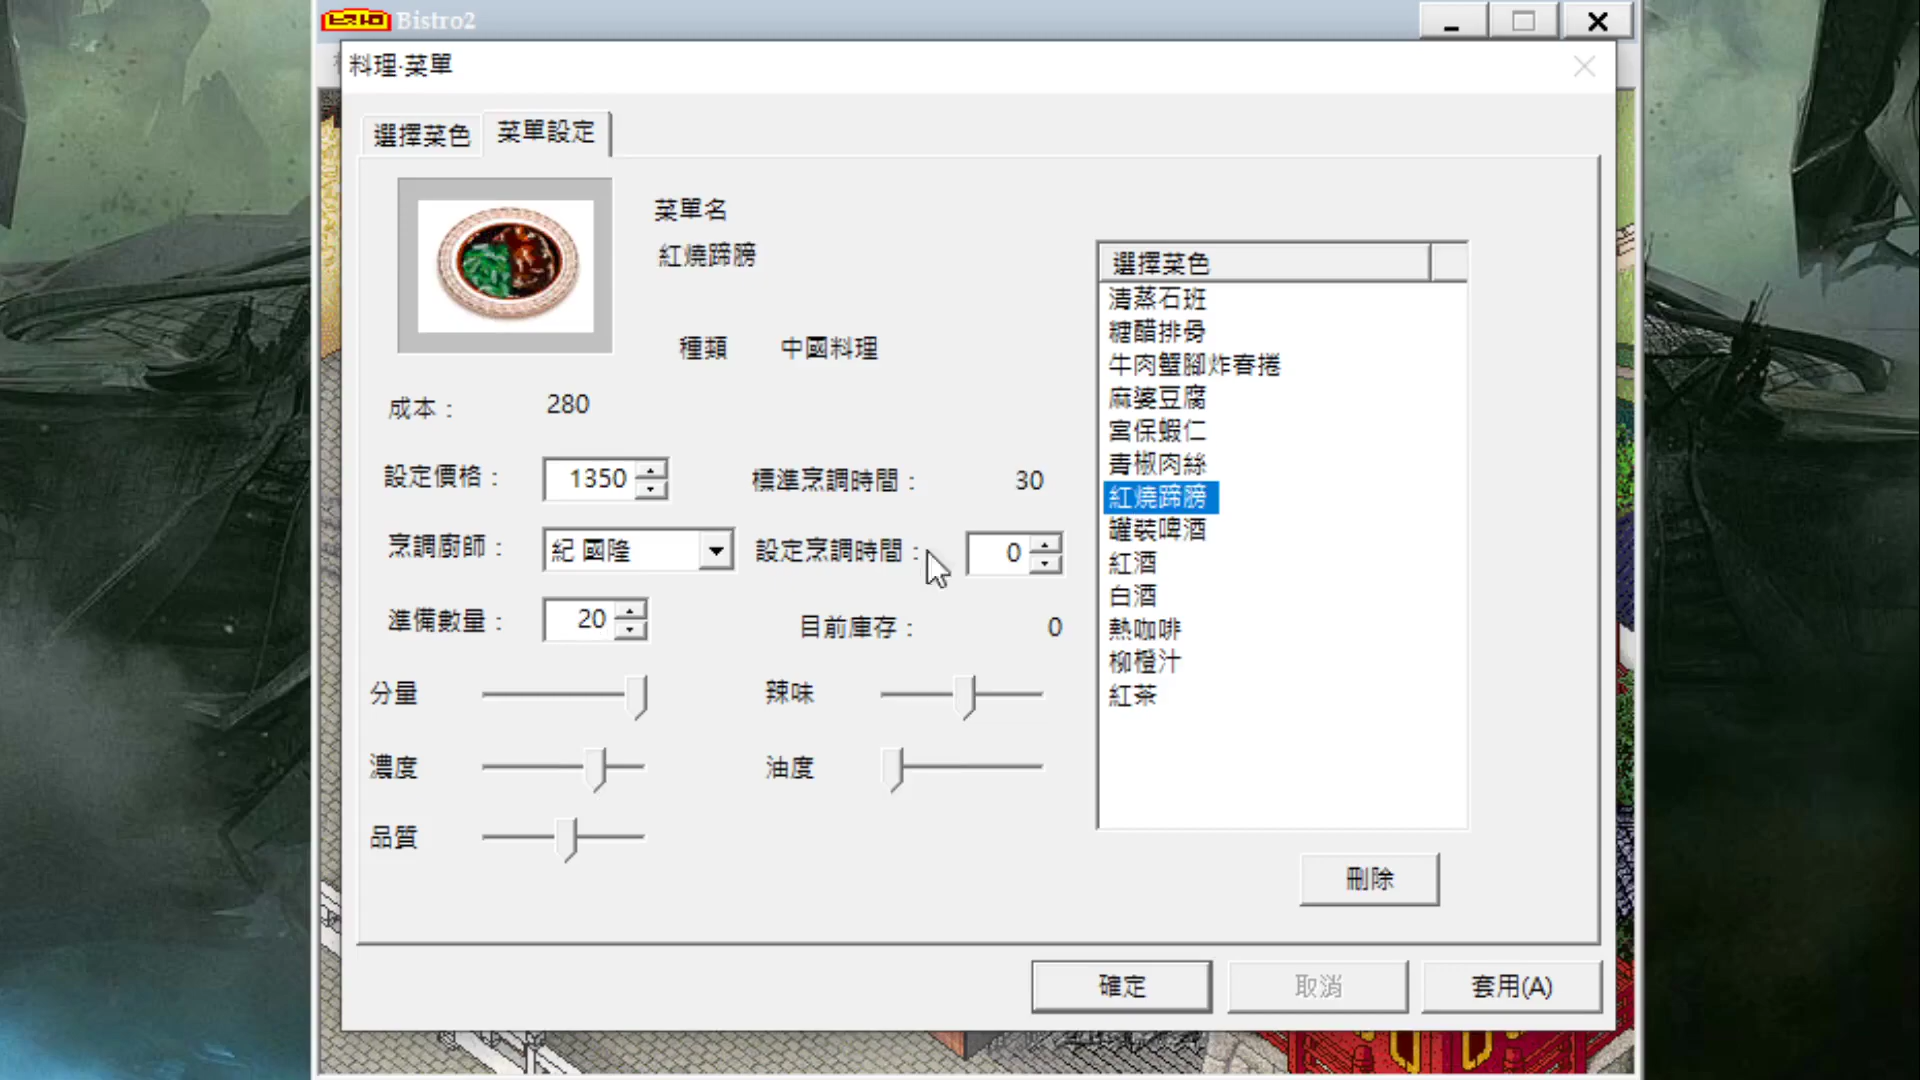 ビストロ Bistro2
料理·菜單
選擇菜色
菜單設定
菜單名
紅燒蹄膀
種類 中國料理
成本： 280
設定價格： 1350
標準烹調時間： 30
烹調廚師： 紀 國隆
設定烹調時間： 0
準備數量： 20
目前庫存： 0
分量
辣味
濃度
油度
品質
選擇菜色
清蒸石班
糖醋排骨
牛肉蟹腳炸春捲
麻婆豆腐
宮保蝦仁
青椒肉絲
紅燒蹄膀
罐裝啤酒
紅酒
白酒
熱咖啡
柳橙汁
紅茶
刪除
確定
取消
套用(A)